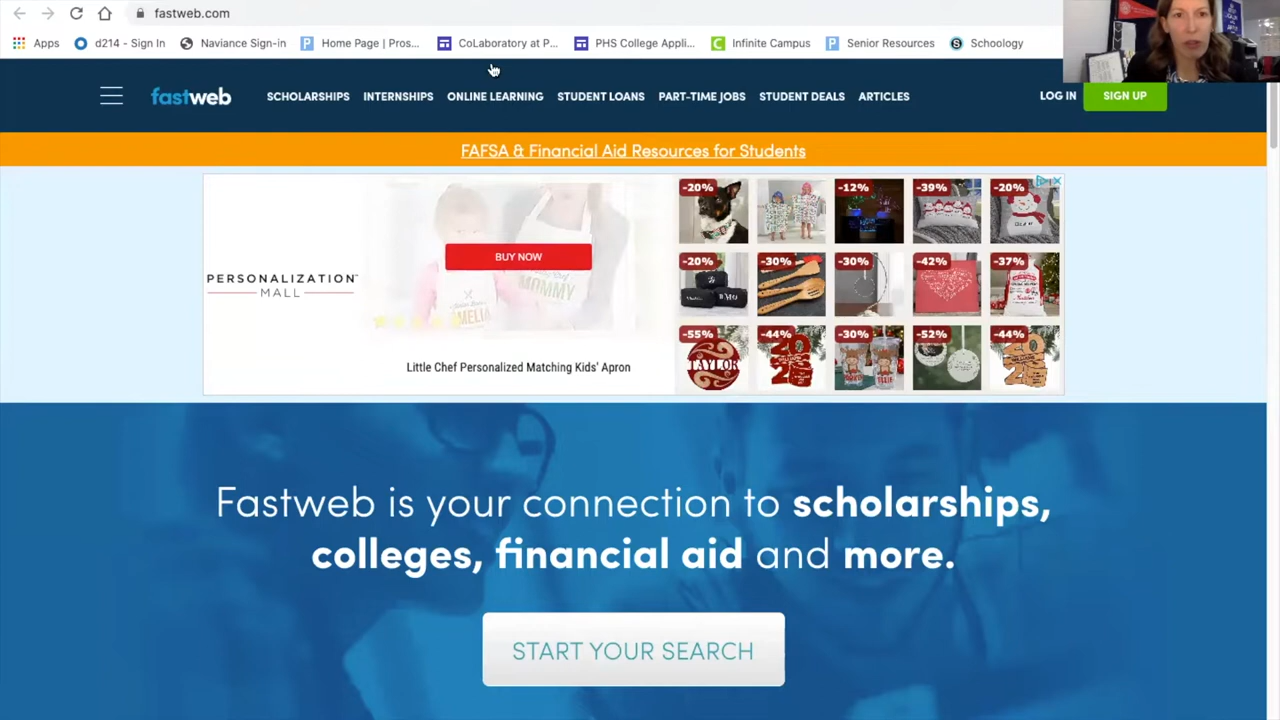 fastweb.com
Apps d214 - Sign In Naviance Sign-in Home Page | Pros... CoLaboratory at P... PHS College Appli... Infinite Campus Senior Resources Schoology
fastweb SCHOLARSHIPS INTERNSHIPS ONLINE LEARNING STUDENT LOANS PART-TIME JOBS STUDENT DEALS ARTICLES LOG IN SIGN UP
FAFSA & Financial Aid Resources for Students
-20% -12% -39% -20%
BUY NOW
-20% -30% -30% -42% -37%
PERSONALIZATION
MALL
MOMMY
-55% -44% -30% -52% -44%
TAYLOR
Little Chef Personalized Matching Kids' Apron
Fastweb is your connection to scholarships,
colleges, financial aid and more.
START YOUR SEARCH